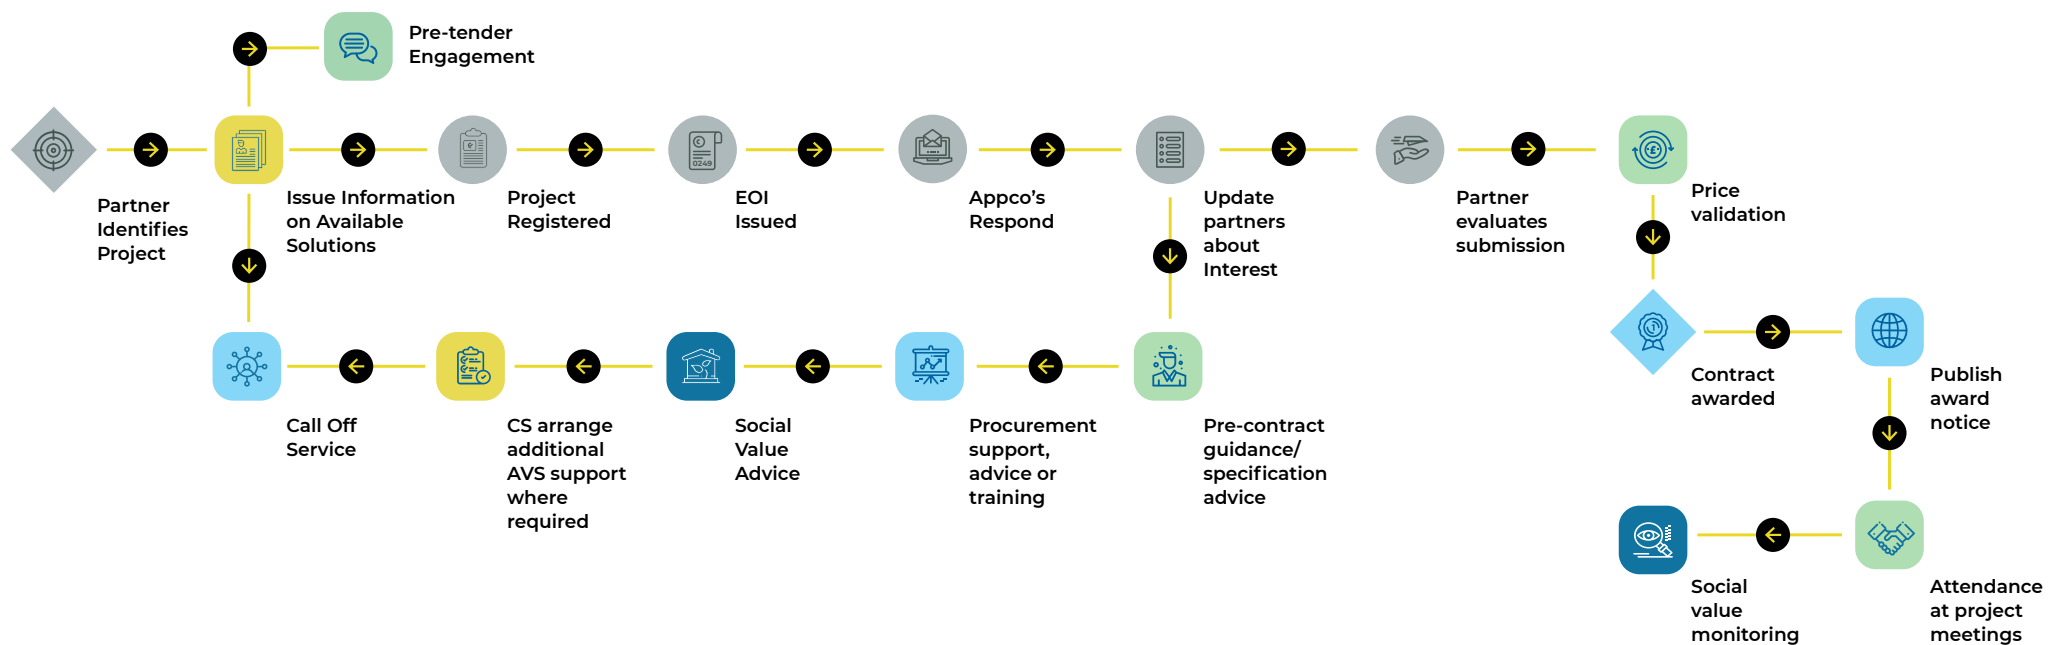 Pre-tender
Engagement
Partner
Identifies
Project
Issue Information
on Available
Solutions
Project
Registered
0249
EOI
Issued
Appco’s
Respond
Update
partners
about
Interest
Partner
evaluates
submission
£
Price
validation
Call Off
Service
CS arrange
additional
AVS support
where
required
Social
Value
Advice
Procurement
support,
advice or
training
Pre-contract
guidance/
specification
advice
1
Contract
awarded
Publish
award
notice
Social
value
monitoring
Attendance
at project
meetings